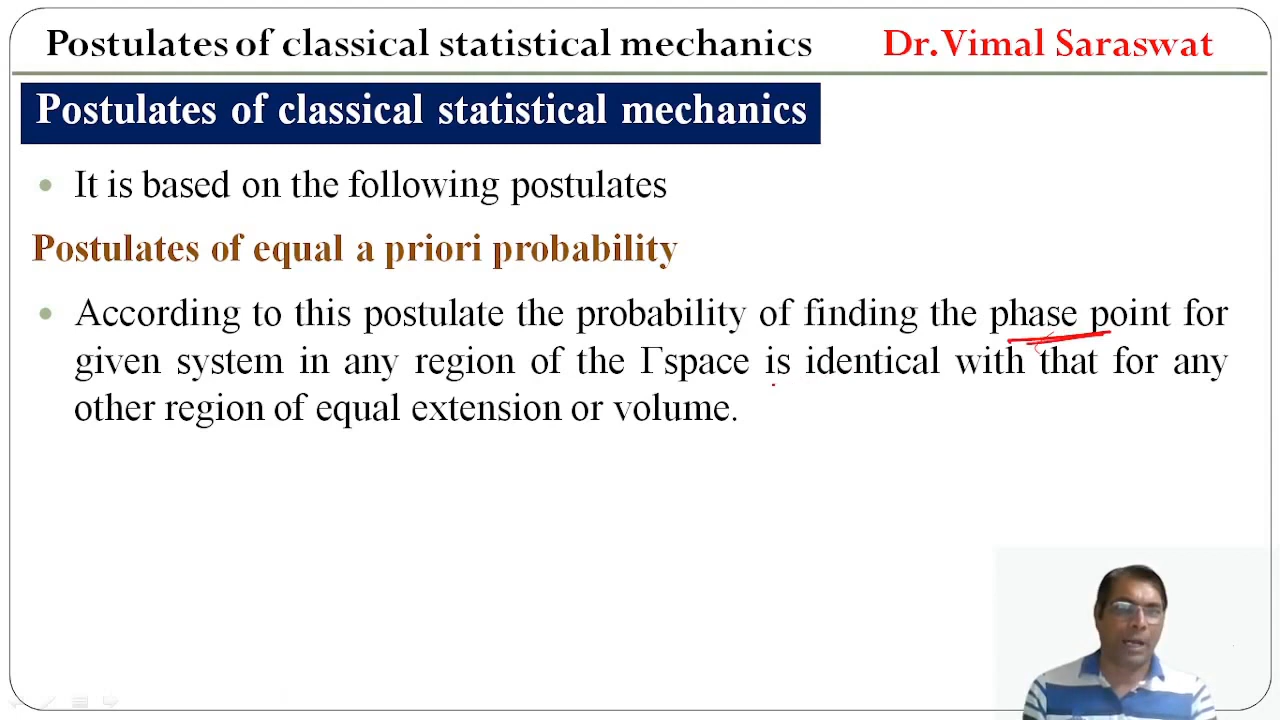 Postulates of classical statistical mechanics Dr. Vimal Saraswat
Postulates of classical statistical mechanics
• It is based on the following postulates
Postulates of equal a priori probability
• According to this postulate the probability of finding the phase point for
given system in any region of the Γspace is identical with that for any
other region of equal extension or volume.